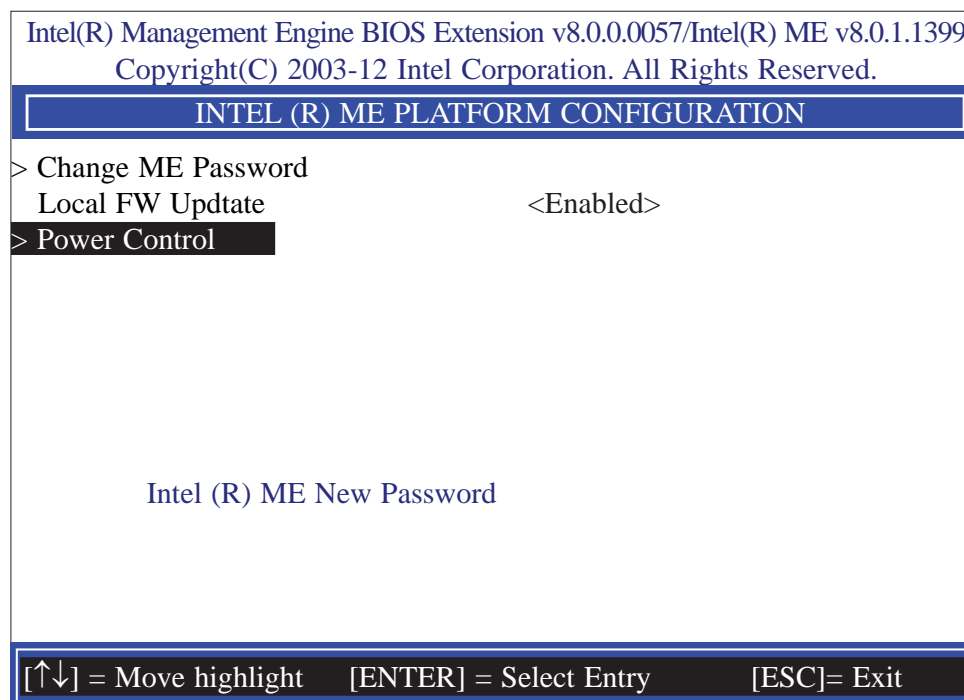 Intel(R) Management Engine BIOS Extension v8.0.0.0057/Intel(R) ME v8.0.1.1399
Copyright(C) 2003-12 Intel Corporation. All Rights Reserved.
INTEL (R) ME PLATFORM CONFIGURATION
> Change ME Password
Local FW Updtate <Enabled>
> Power Control
Intel (R) ME New Password
[↑↓] = Move highlight [ENTER] = Select Entry [ESC]= Exit